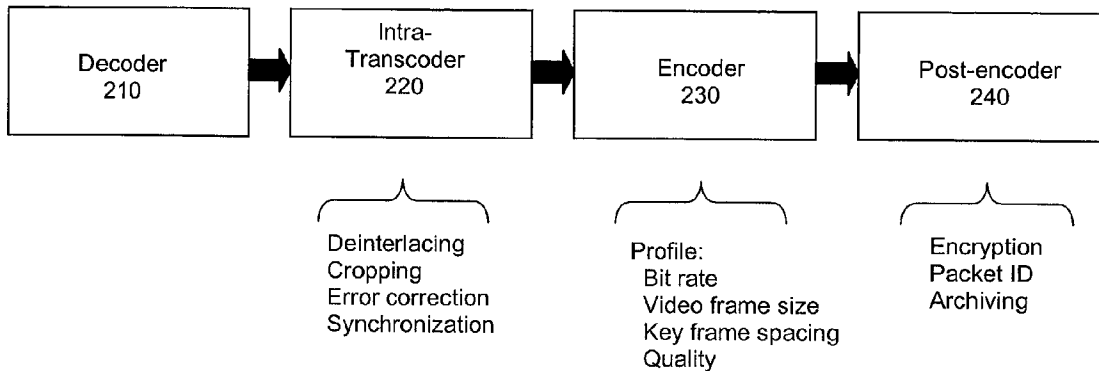 Decoder
210
Intra-
Transcoder
220
Encoder
230
Post-encoder
240
Deinterlacing
Cropping
Error correction
Synchronization
Profile:
Bit rate
Video frame size
Key frame spacing
Quality
Encryption
Packet ID
Archiving